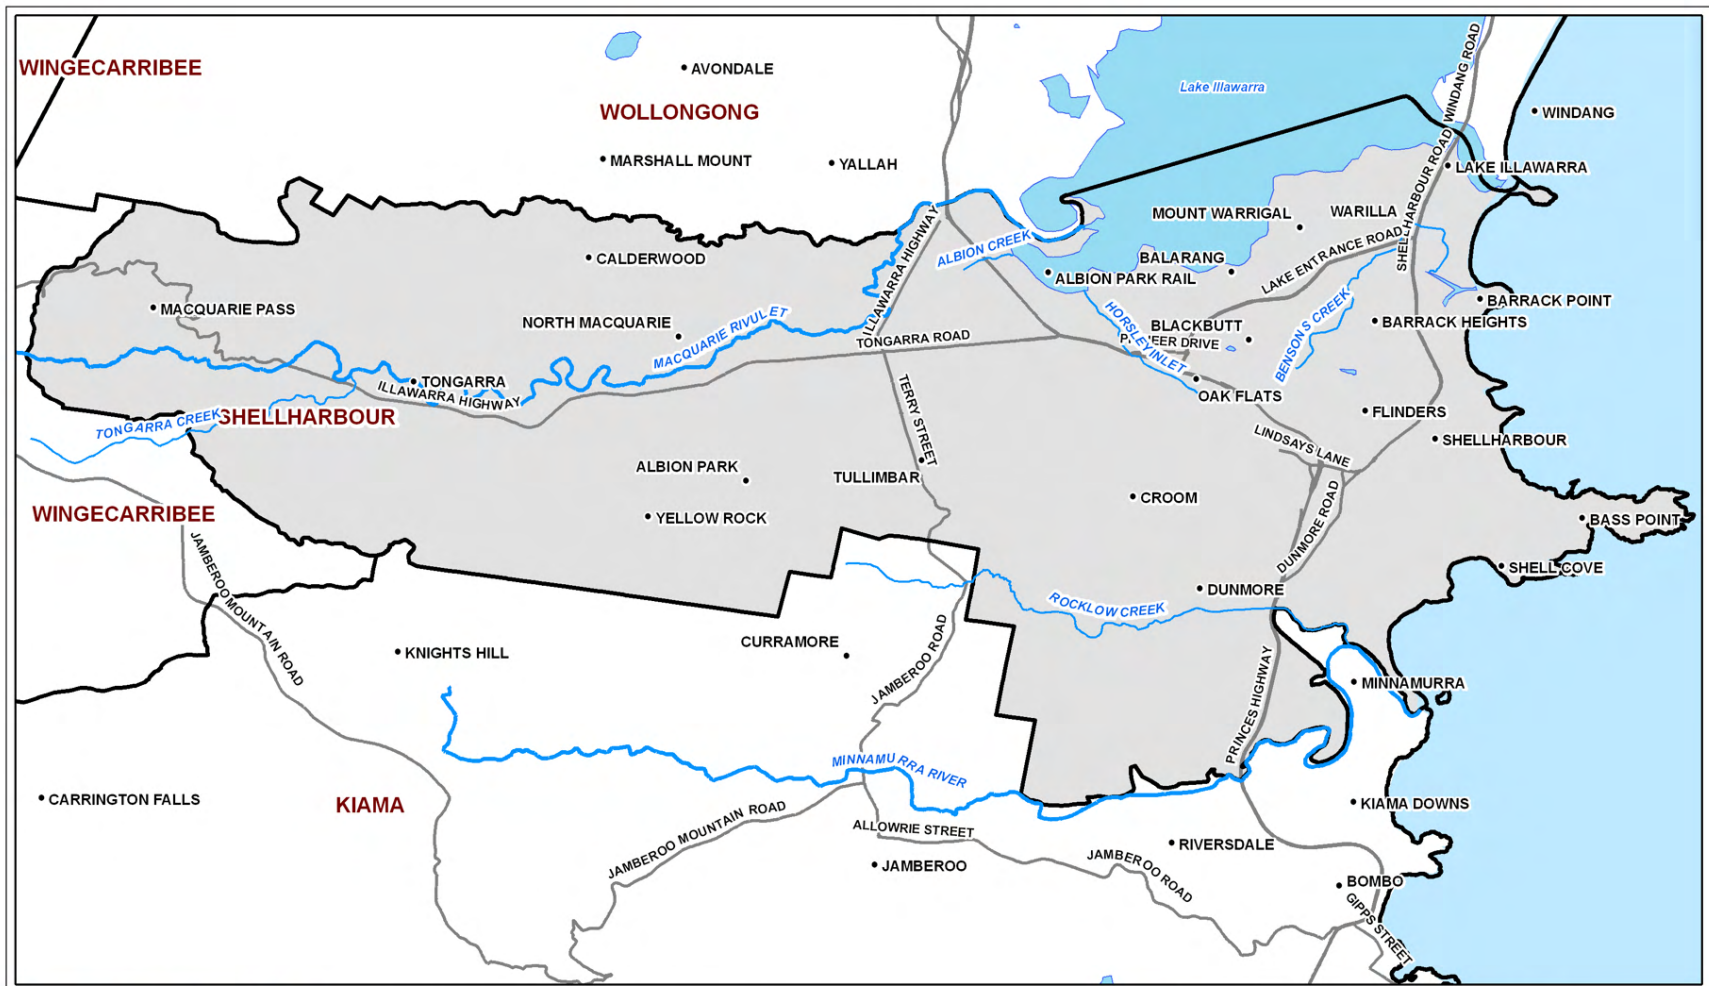 WINGECARRIBEE
AVONDALE
WOLLONGONG
Lake Illawarra
WINDANG ROAD
WINDANG
MARSHALL MOUNT
YALLAH
LAKE ILLAWARRA
SHELLHARBOUR ROAD
MOUNT WARRIGAL
WARILLA
ILLAWARRA HIGHWAY
ALBION CREEK
LAKE ENTRANCE ROAD
CALDERWOOD
BALARANG
ALBION PARK RAIL
MACQUARIE PASS
BARRACK POINT
NORTH MACQUARIE
MACQUARIE RIVULET
HORSLEY INLET
BLACKBUTT
BENSONS CREEK
BARRACK HEIGHTS
TONGARRA ROAD
DRIVE
TONGARRA
ILLAWARRA HIGHWAY
TERRY STREET
OAK FLATS
FLINDERS
TONGARRA CREEK
SHELLHARBOUR
LINDSAYS LANE
SHELLHARBOUR
ALBION PARK
TULLIMBAR
CROOM
WINGECARRIBEE
YELLOW ROCK
DUNMORE ROAD
BASS POINT
JAMBEROO MOUNTAIN ROAD
SHELL COVE
DUNMORE
ROCKLOW CREEK
KNIGHTS HILL
CURRAMORE
JAMBEROO ROAD
MINNAMURRA
PRINCES HIGHWAY
MINNAMURRA RIVER
CARRINGTON FALLS
KIAMA
KIAMA DOWNS
JAMBEROO MOUNTAIN ROAD
ALLOWRIE STREET
RIVERSDALE
JAMBEROO
JAMBEROO ROAD
BOMBO
GIPPS STREET